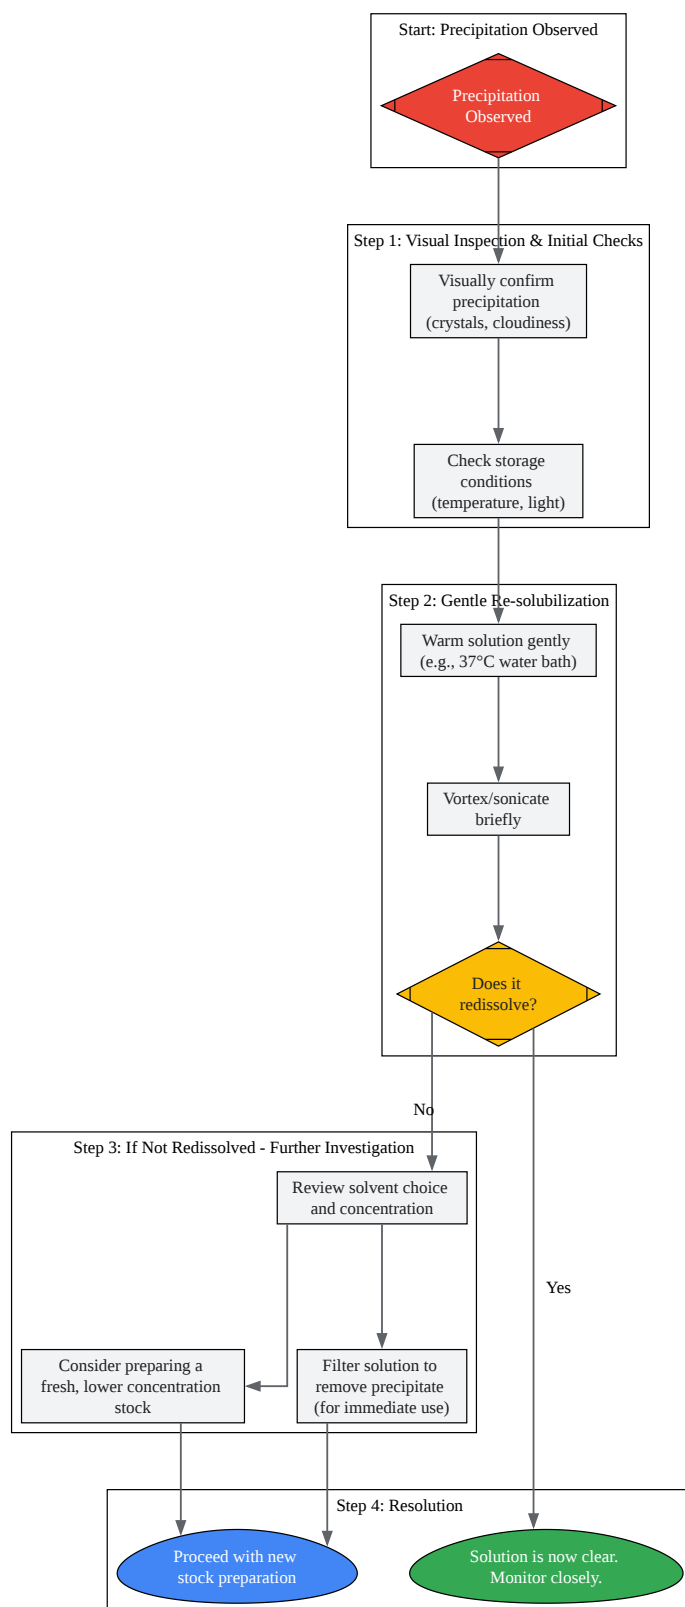 Start: Precipitation Observed
Precipitation
Observed
Step 1: Visual Inspection & Initial Checks
Visually confirm
precipitation
(crystals, cloudiness)
Check storage
conditions
(temperature, light)
Step 2: Gentle Re-solubilization
Warm solution gently
(e.g., 37°C water bath)
Vortex/sonicate
briefly
Does it
redissolve?
No
Step 3: If Not Redissolved - Further Investigation
Review solvent choice
and concentration
Yes
Consider preparing a
fresh, lower concentration
stock
Filter solution to
remove precipitate
(for immediate use)
Step 4: Resolution
Proceed with new
stock preparation
Solution is now clear.
Monitor closely.